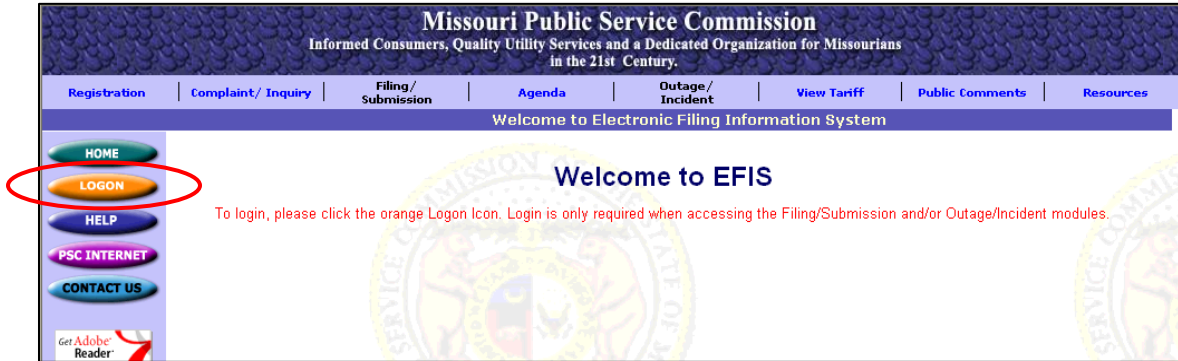 Missouri Public Service Commission
Informed Consumers, Quality Utility Services and a Dedicated Organization for Missourians
in the 21st Century.
Registration | Complaint/ Inquiry | Filing/ Submission | Agenda | Outage/ Incident | View Tariff | Public Comments | Resources
Welcome to Electronic Filing Information System
HOME
LOGON
HELP
PSC INTERNET
CONTACT US
Get Adobe
Reader
Welcome to EFIS
To login, please click the orange Logon Icon. Login is only required when accessing the Filing/Submission and/or Outage/Incident modules.